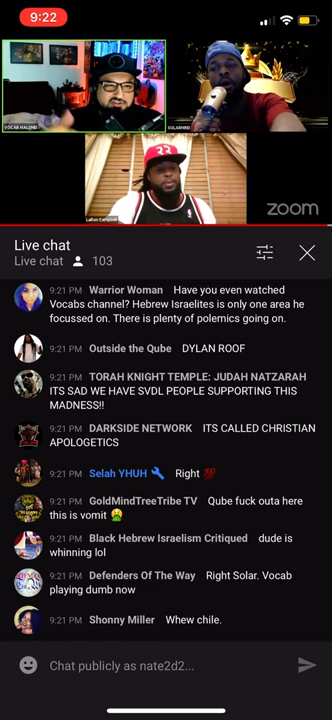 9:22
VOCAB MALONE
SOLARMIND
LaRon Campbell
zoom
Live chat
Live chat 103
9:21 PM Warrior Woman Have you even watched
Vocabs channel? Hebrew Israelites is only one area he
focussed on. There is plenty of polemics going on.
9:21 PM Outside the Qube DYLAN ROOF
9:21 PM TORAH KNIGHT TEMPLE: JUDAH NATZARAH
ITS SAD WE HAVE SVDL PEOPLE SUPPORTING THIS
MADNESS!!
9:21 PM DARKSIDE NETWORK ITS CALLED CHRISTIAN
APOLOGETICS
9:21 PM Selah YHUH 🔧 Right 💯
9:21 PM GoldMindTreeTribe TV Qube fuck outa here
this is vomit 🤮
9:21 PM Black Hebrew Israelism Critiqued dude is
whinning lol
9:21 PM Defenders Of The Way Right Solar. Vocab
playing dumb now
9:21 PM Shonny Miller Whew chile.
Chat publicly as nate2d2...